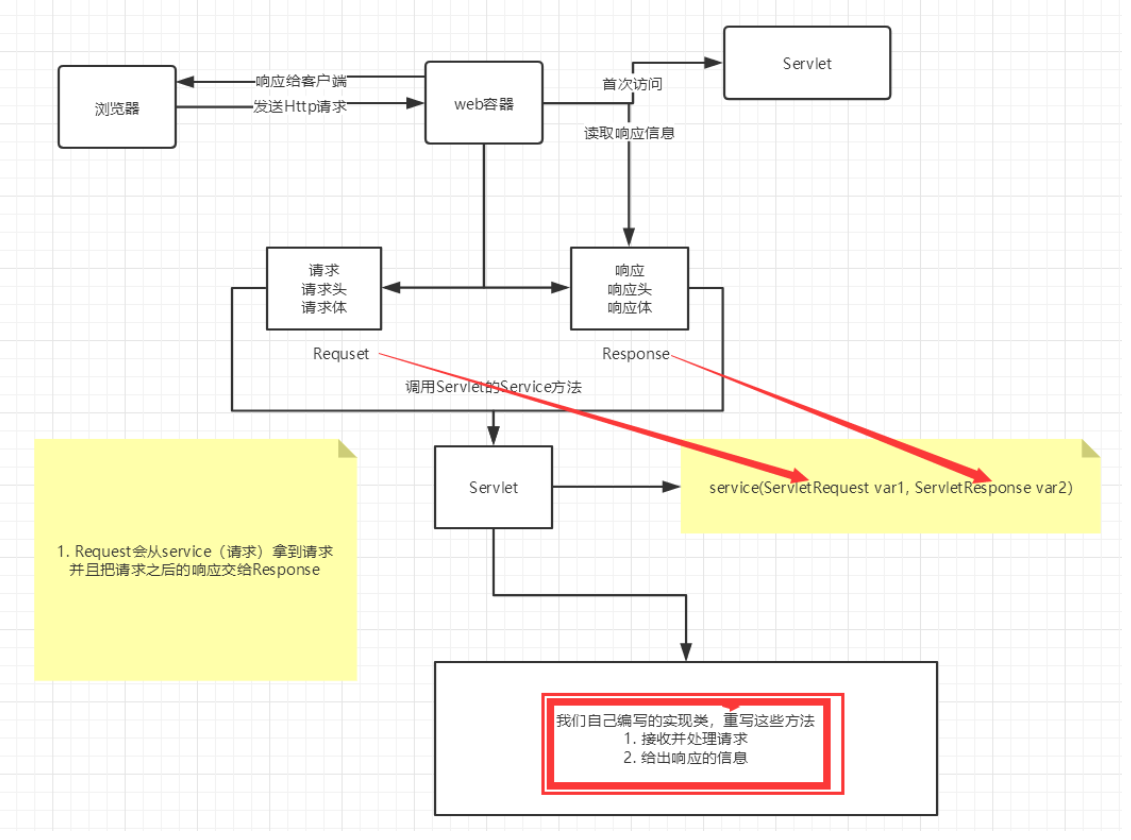 Servlet
响应给客户端
首次访问
浏览器
web容器
发送Http请求
读取响应信息
请求
请求头
请求体
响应
响应头
响应体
Requset
Response
调用Servlet的Service方法
Servlet
service(ServletRequest var1, ServletResponse var2)
1. Request会从service（请求）拿到请求
并且把请求之后的响应交给Response
我们自己编写的实现类，重写这些方法
1. 接收并处理请求
2. 给出响应的信息